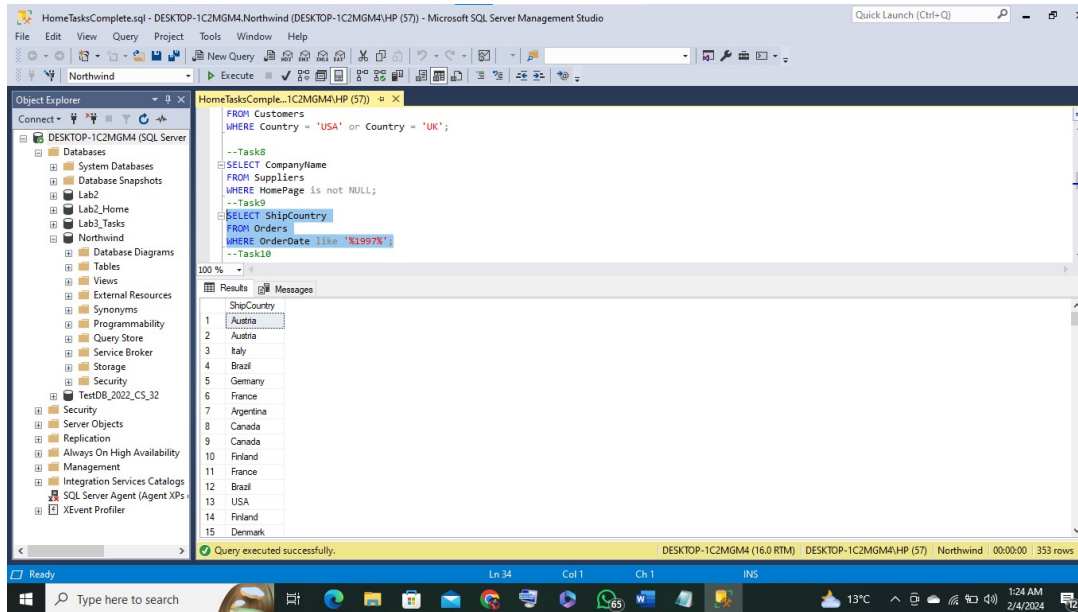 HomeTasksComplete.sql - DESKTOP-1C2MGM4.Northwind (DESKTOP-1C2MGM4\HP (57)) - Microsoft SQL Server Management Studio
Quick Launch (Ctrl+Q)
File Edit View Query Project Tools Window Help
New Query
Northwind
Execute
Object Explorer
Connect
DESKTOP-1C2MGM4 (SQL Server
Databases
System Databases
Database Snapshots
Lab2
Lab2_Home
Lab3_Tasks
Northwind
Database Diagrams
Tables
Views
External Resources
Synonyms
Programmability
Query Store
Service Broker
Storage
Security
TestDB_2022_CS_32
Security
Server Objects
Replication
Always On High Availability
Management
Integration Services Catalogs
SQL Server Agent (Agent XPs
XEvent Profiler
HomeTasksComple...1C2MGM4\HP (57))
FROM Customers
WHERE Country = 'USA' or Country = 'UK';
--Task8
SELECT CompanyName
FROM Suppliers
WHERE HomePage is not NULL;
--Task9
SELECT ShipCountry
FROM Orders
WHERE OrderDate like '%1997%';
--Task10
100 %
Results Messages
ShipCountry
1 Austria
2 Austria
3 Italy
4 Brazil
5 Germany
6 France
7 Argentina
8 Canada
9 Canada
10 Finland
11 France
12 Brazil
13 USA
14 Finland
15 Denmark
Query executed successfully. DESKTOP-1C2MGM4 (16.0 RTM) DESKTOP-1C2MGM4\HP (57) Northwind 00:00:00 353 rows
Ready Ln 34 Col 1 Ch 1 INS
Type here to search
65
13°C
1:24 AM
2/4/2024
12